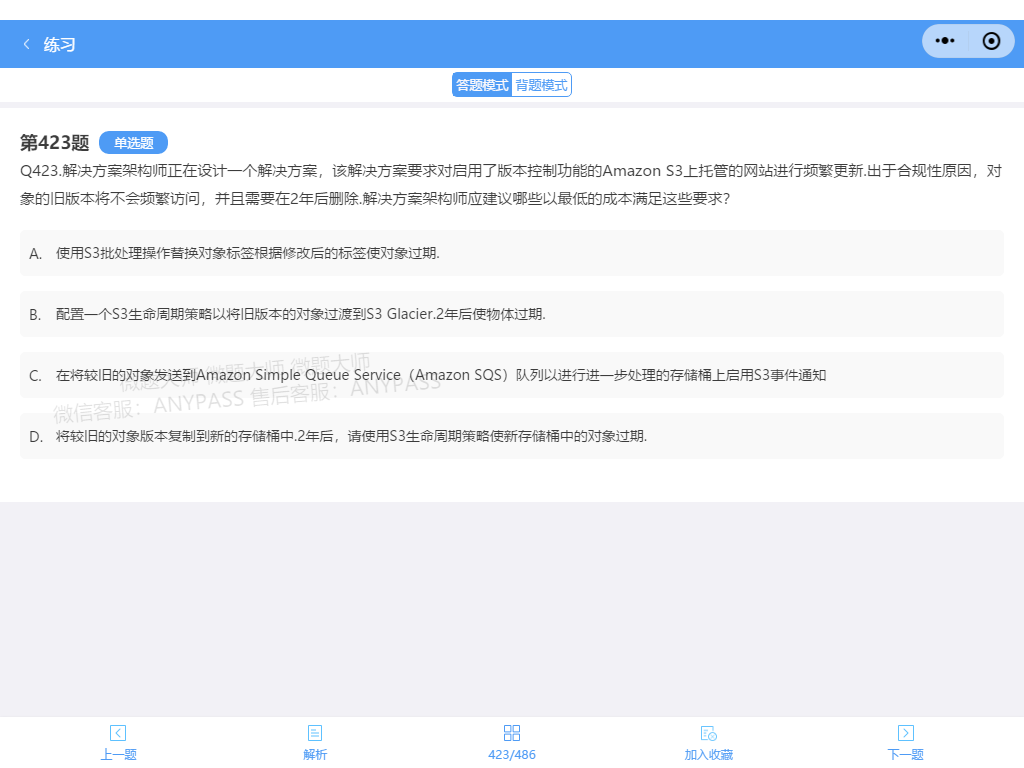 练习
答题模式 背题模式
第423题 单选题
Q423.解决方案架构师正在设计一个解决方案，该解决方案要求对启用了版本控制功能的Amazon S3上托管的网站进行频繁更新.出于合规性原因，对
象的旧版本将不会频繁访问，并且需要在2年后删除.解决方案架构师应建议哪些以最低的成本满足这些要求?
A. 使用S3批处理操作替换对象标签根据修改后的标签使对象过期.
B. 配置一个S3生命周期策略以将旧版本的对象过渡到S3 Glacier.2年后使物体过期.
微题大师 微题大师 微题大师
C. 在将较旧的对象发送到Amazon Simple Queue Service（Amazon SQS）队列以进行进一步处理的存储桶上启用S3事件通知
微信客服：ANYPASS 售后客服：ANYPASS
D. 将较旧的对象版本复制到新的存储桶中.2年后，请使用S3生命周期策略使新存储桶中的对象过期.
上一题 解析 423/486 加入收藏 下一题